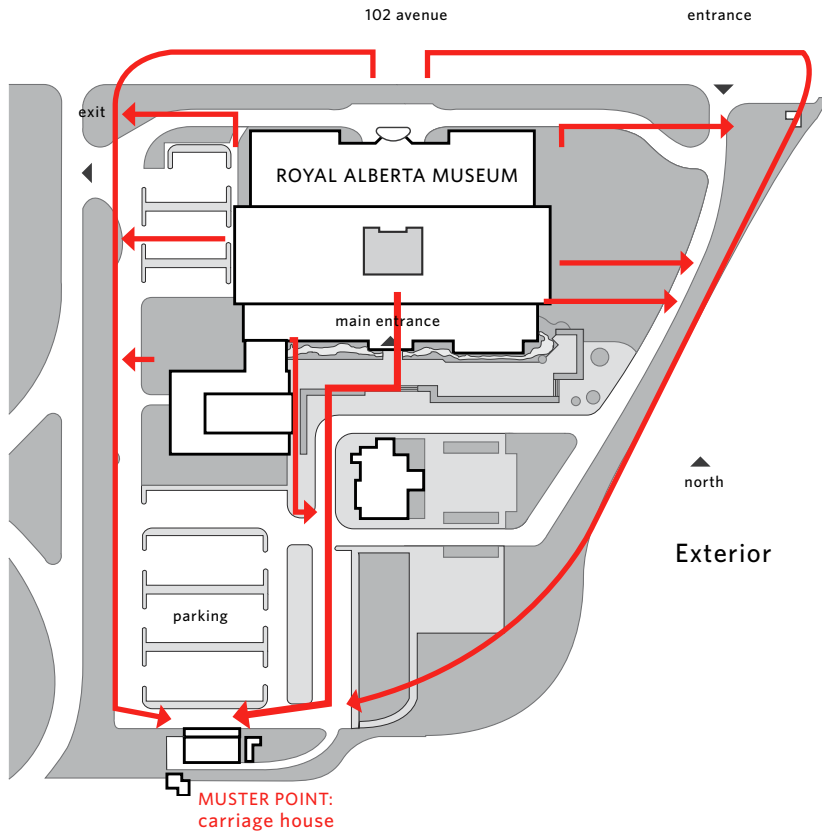 102 avenue
entrance
exit
ROYAL ALBERTA MUSEUM
main entrance
north
Exterior
parking
MUSTER POINT:
carriage house